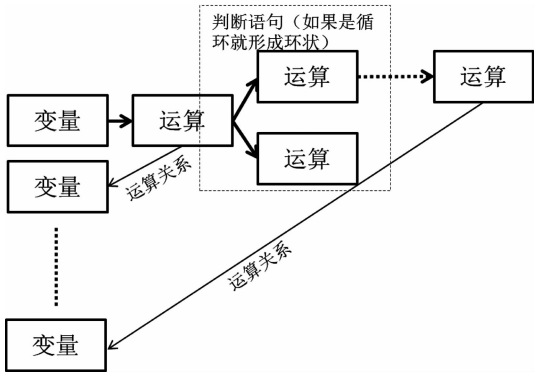 判断语句（如果是循
环就形成环状）
运算
运算
变量
运算
运算
变量
运算关系
运算关系
变量